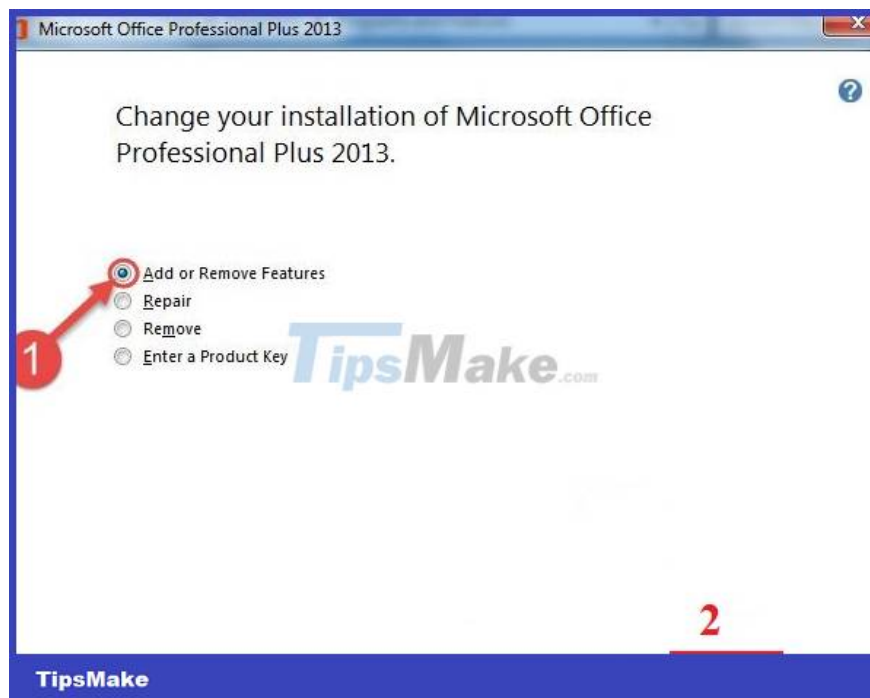 Microsoft Office Professional Plus 2013
Change your installation of Microsoft Office
Professional Plus 2013.
Add or Remove Features
Repair
Remove
Enter a Product Key
1
TipsMake.com
2
TipsMake